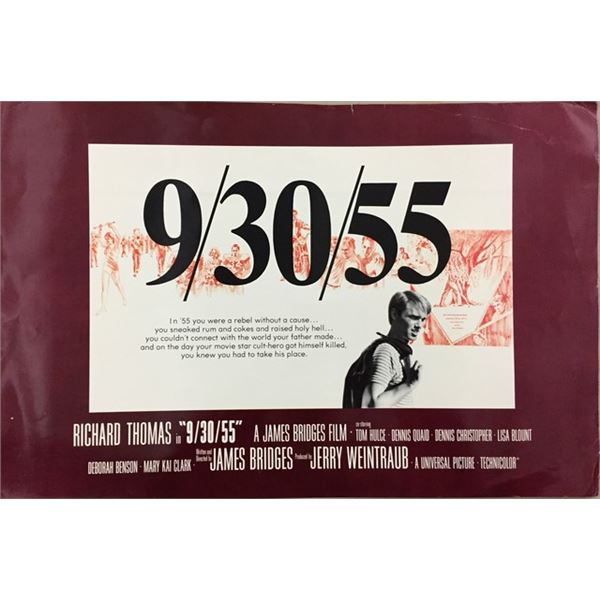 9/30/55
In '55 you were a rebel without a cause...
you sneaked rum and cokes and raised holy hell...
you couldn't connect with the world your father made...
and on the day your movie star cult-hero got himself killed,
you knew you had to take his place.
RICHARD THOMAS in "9/30/55" A JAMES BRIDGES FILM · co-starring TOM HULCE · DENNIS QUAID · DENNIS CHRISTOPHER · LISA BLOUNT
DEBORAH BENSON · MARY KAI CLARK · Written and Directed by JAMES BRIDGES Produced by JERRY WEINTRAUB · A UNIVERSAL PICTURE · TECHNICOLOR®